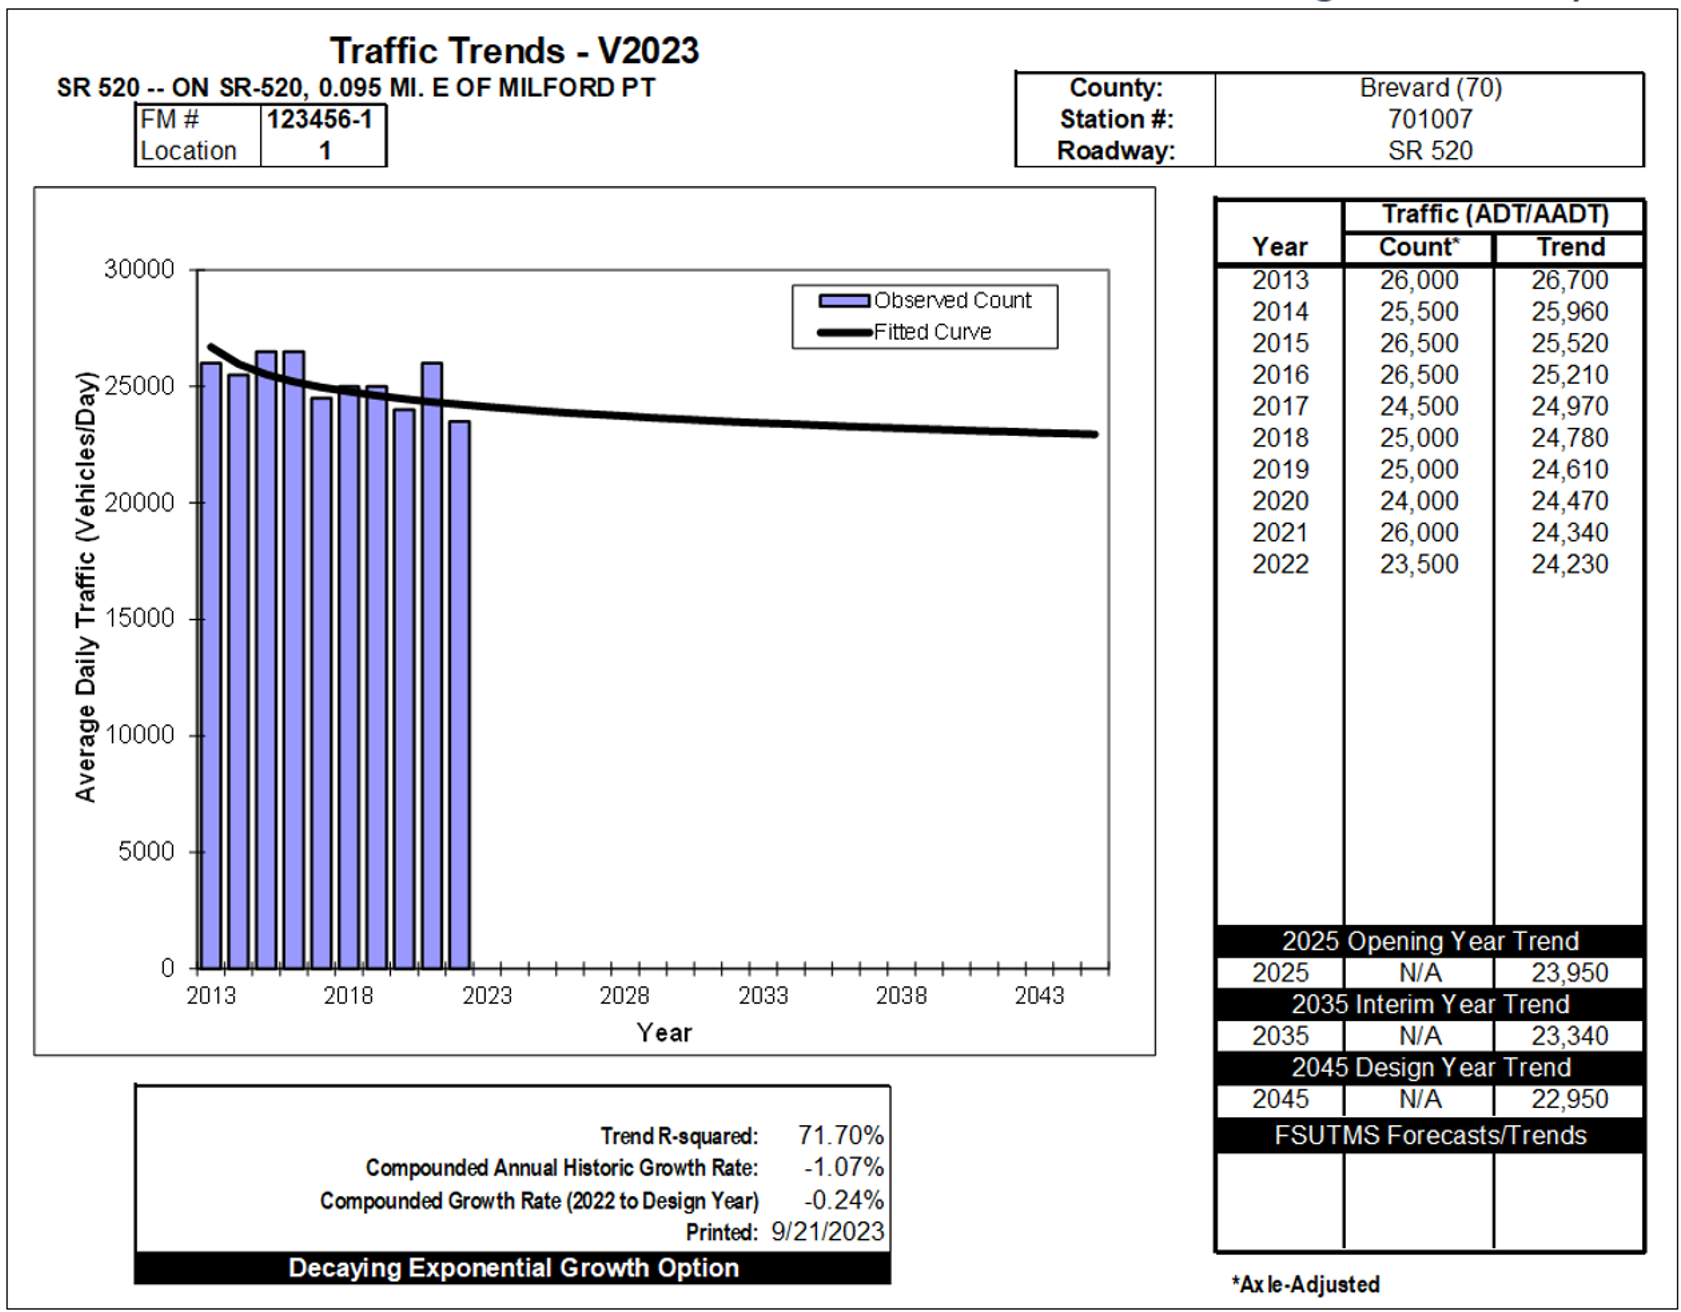 Traffic Trends - V2023
SR 520 -- ON SR-520, 0.095 MI. E OF MILFORD PT
FM # 123456-1
Location 1
County: Brevard (70)
Station #: 701007
Roadway: SR 520
30000
25000
20000
15000
10000
5000
0
Average Daily Traffic (Vehicles/Day)
Observed Count
Fitted Curve
2013 2018 2023 2028 2033 2038 2043
Year
Traffic (ADT/AADT)
Year Count* Trend
2013 26,000 26,700
2014 25,500 25,960
2015 26,500 25,520
2016 26,500 25,210
2017 24,500 24,970
2018 25,000 24,780
2019 25,000 24,610
2020 24,000 24,470
2021 26,000 24,340
2022 23,500 24,230
2025 Opening Year Trend
2025 N/A 23,950
2035 Interim Year Trend
2035 N/A 23,340
2045 Design Year Trend
2045 N/A 22,950
FSUTMS Forecasts/Trends
Trend R-squared: 71.70%
Compounded Annual Historic Growth Rate: -1.07%
Compounded Growth Rate (2022 to Design Year) -0.24%
Printed: 9/21/2023
Decaying Exponential Growth Option
*Axle-Adjusted